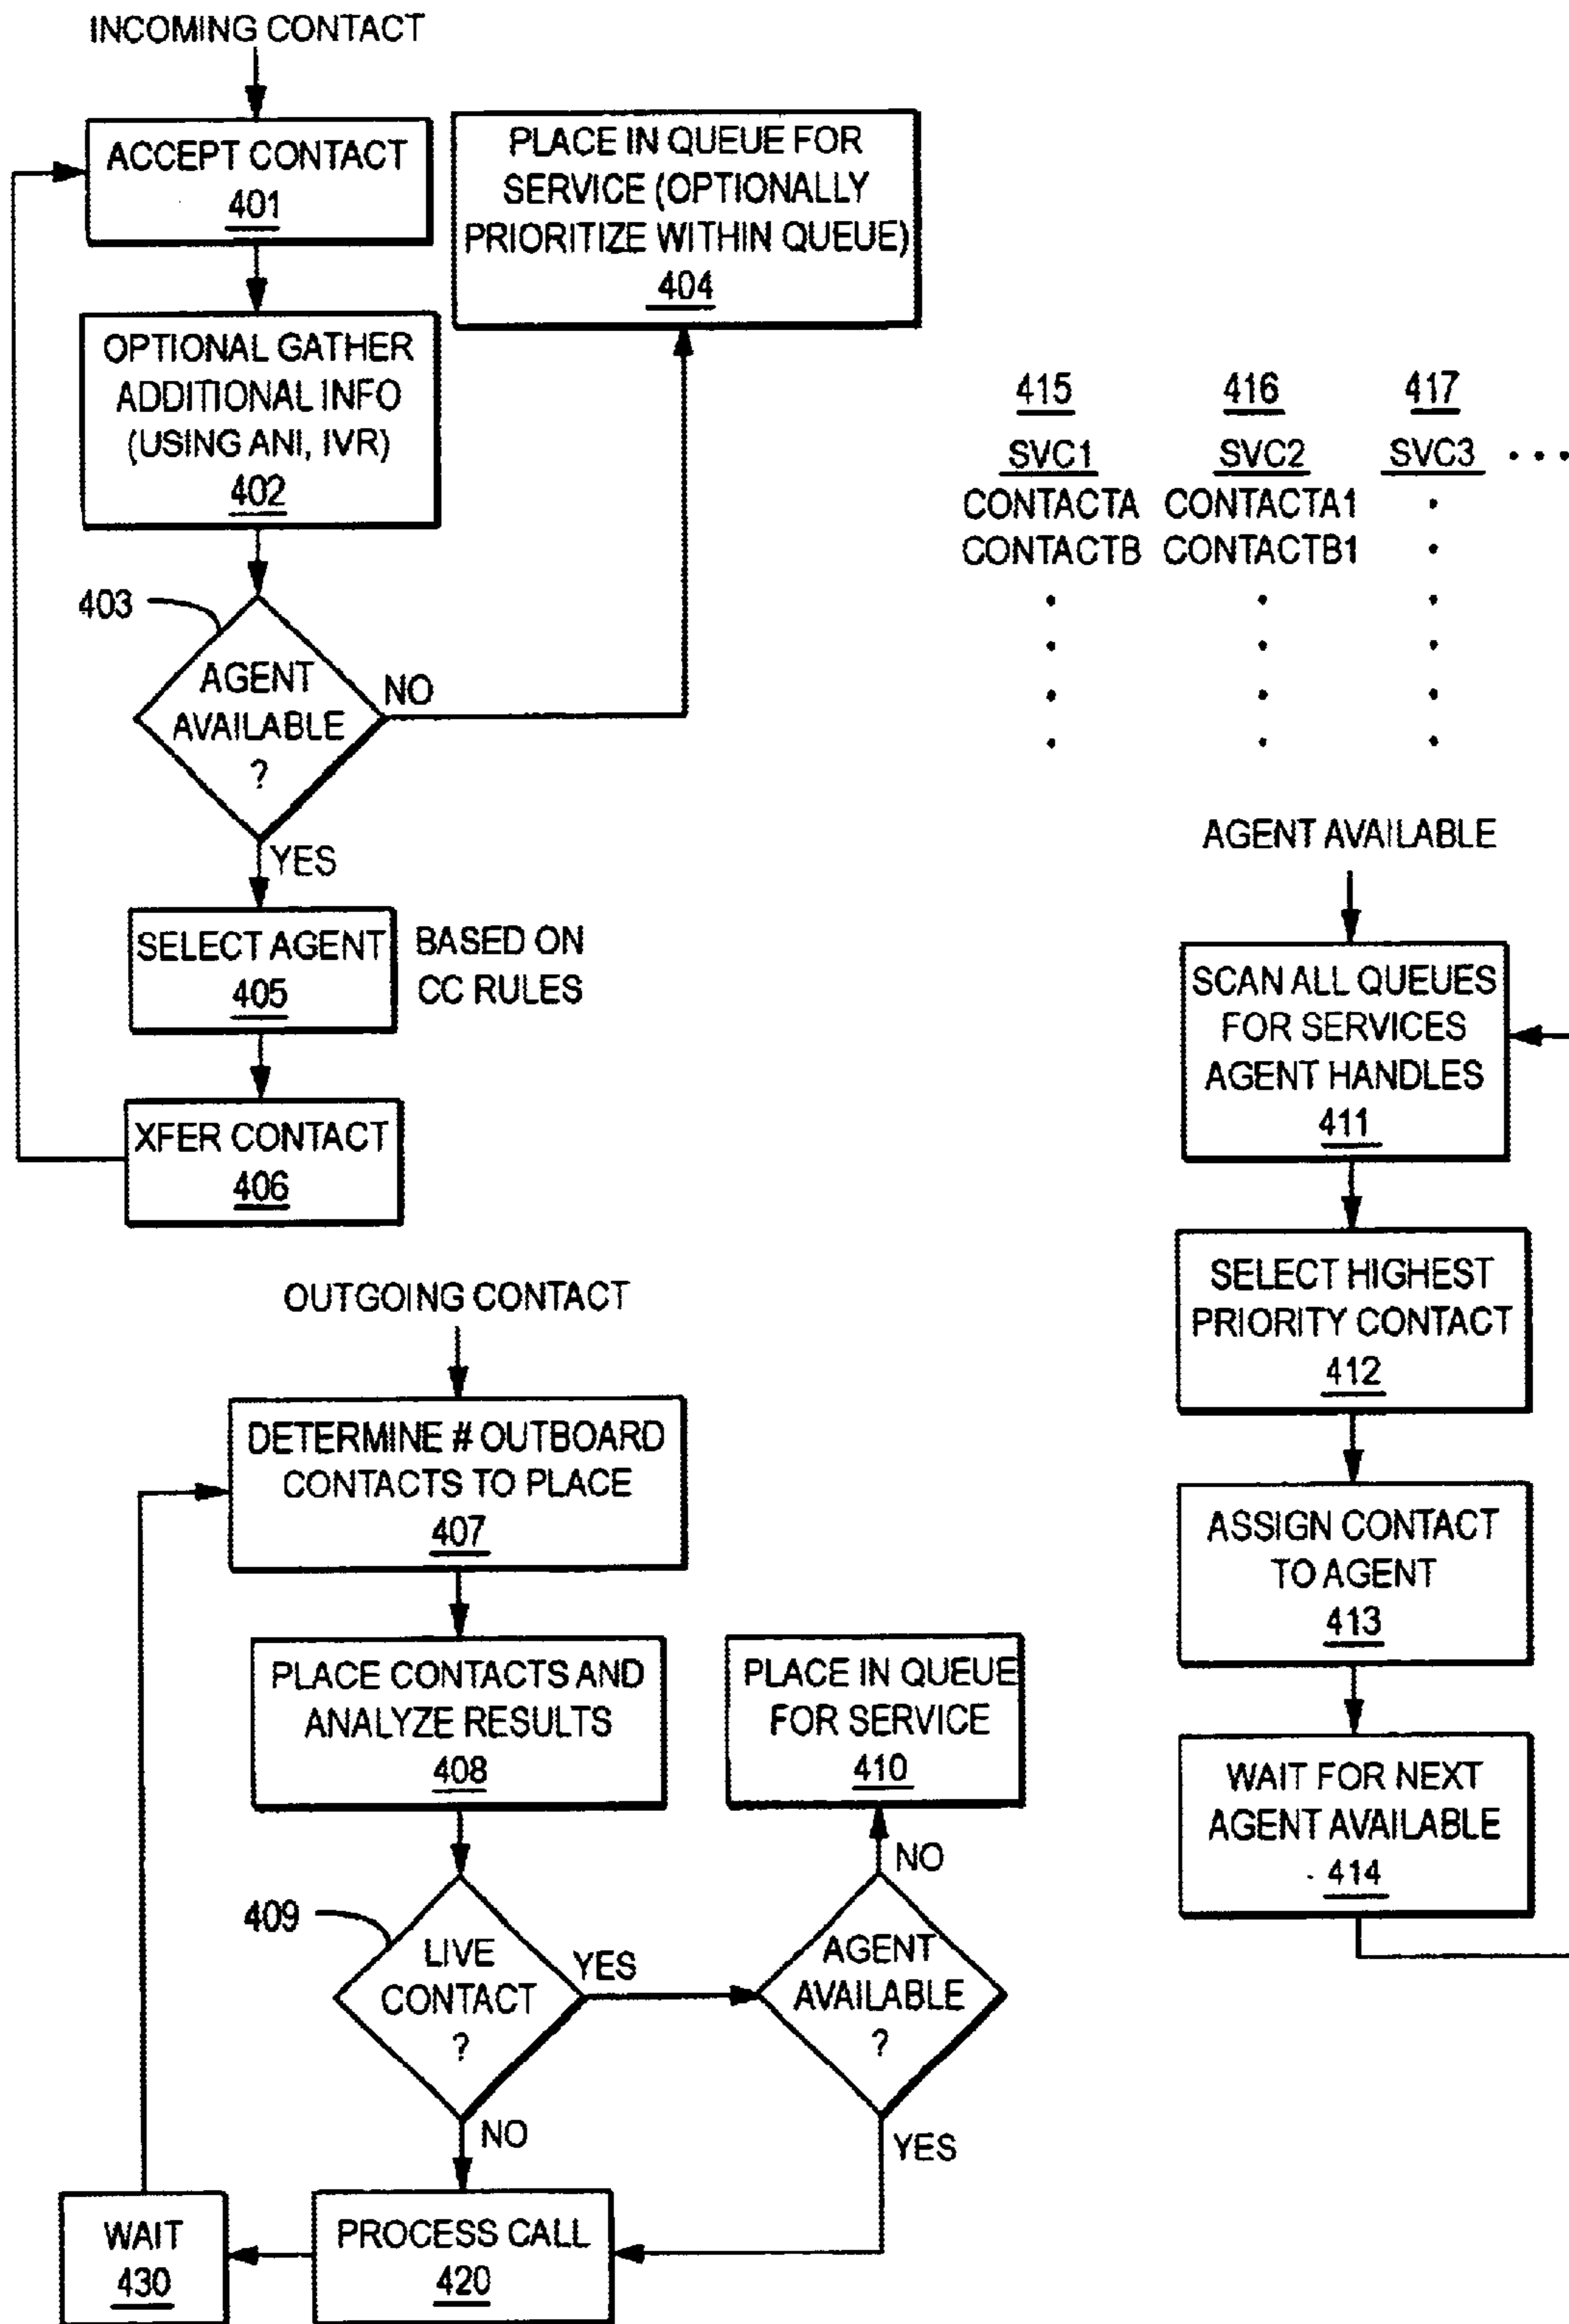 INCOMING CONTACT
ACCEPT CONTACT
401
OPTIONAL GATHER
ADDITIONAL INFO
(USING ANI, IVR)
402
403
AGENT
AVAILABLE
?
NO
YES
PLACE IN QUEUE FOR
SERVICE (OPTIONALLY
PRIORITIZE WITHIN QUEUE)
404
SELECT AGENT
405
BASED ON
CC RULES
XFER CONTACT
406
415 416 417
SVC1 SVC2 SVC3 . . .
CONTACTA CONTACTA1 .
CONTACTB CONTACTB1 .
. . .
. . .
. . .
. . .
OUTGOING CONTACT
DETERMINE # OUTBOARD
CONTACTS TO PLACE
407
PLACE CONTACTS AND
ANALYZE RESULTS
408
409
LIVE
CONTACT
?
YES
NO
AGENT
AVAILABLE
?
NO
YES
PLACE IN QUEUE
FOR SERVICE
410
PROCESS CALL
420
WAIT
430
AGENT AVAILABLE
SCAN ALL QUEUES
FOR SERVICES
AGENT HANDLES
411
SELECT HIGHEST
PRIORITY CONTACT
412
ASSIGN CONTACT
TO AGENT
413
WAIT FOR NEXT
AGENT AVAILABLE
414